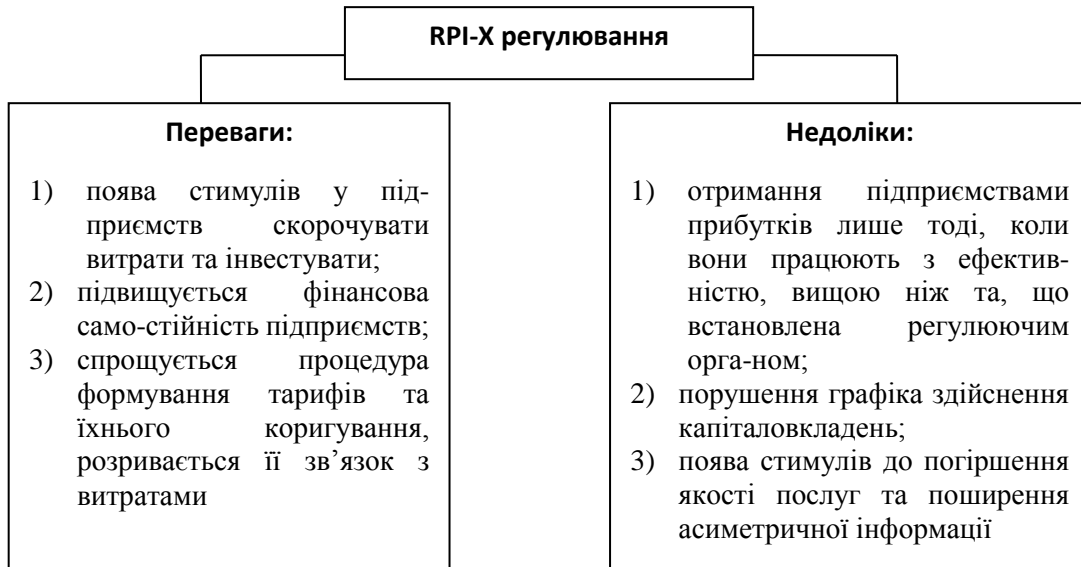 RPI-X регулювання
Переваги:
1) поява стимулів у під-
приємств скорочувати
витрати та інвестувати;
2) підвищується фінансова
само-стійність підприємств;
3) спрощується процедура
формування тарифів та
їхнього коригування,
розривається її зв’язок з
витратами
Недоліки:
1) отримання підприємствами
прибутків лише тоді, коли
вони працюють з ефектив-
ністю, вищою ніж та, що
встановлена регулюючим
орга-ном;
2) порушення графіка здійснення
капіталовкладень;
3) поява стимулів до погіршення
якості послуг та поширення
асиметричної інформації